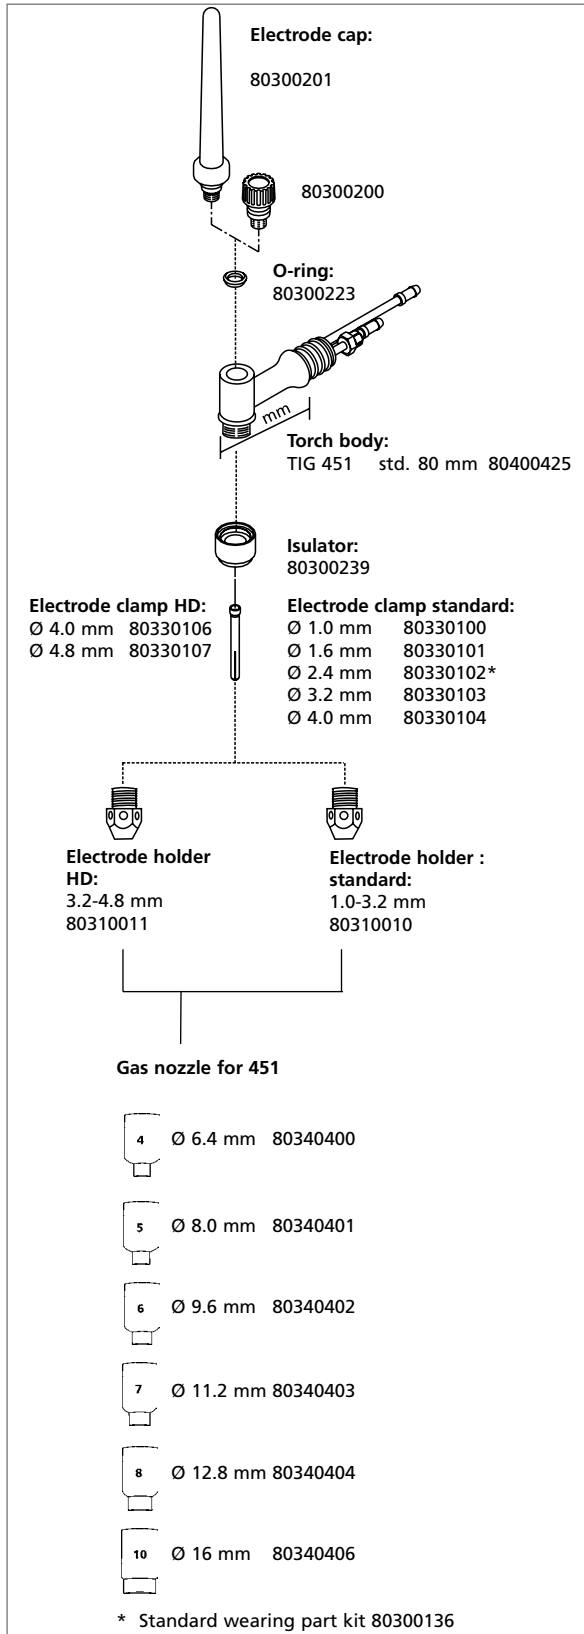 Electrode cap:
80300201
80300200
O-ring:
80300223
mm
Torch body:
TIG 451 std. 80 mm 80400425
Isulator:
80300239
Electrode clamp HD:
Ø 4.0 mm 80330106
Ø 4.8 mm 80330107
Electrode clamp standard:
Ø 1.0 mm 80330100
Ø 1.6 mm 80330101
Ø 2.4 mm 80330102*
Ø 3.2 mm 80330103
Ø 4.0 mm 80330104
Electrode holder
HD:
3.2-4.8 mm
80310011
Electrode holder :
standard:
1.0-3.2 mm
80310010
Gas nozzle for 451
4 Ø 6.4 mm 80340400
5 Ø 8.0 mm 80340401
6 Ø 9.6 mm 80340402
7 Ø 11.2 mm 80340403
8 Ø 12.8 mm 80340404
10 Ø 16 mm 80340406
* Standard wearing part kit 80300136